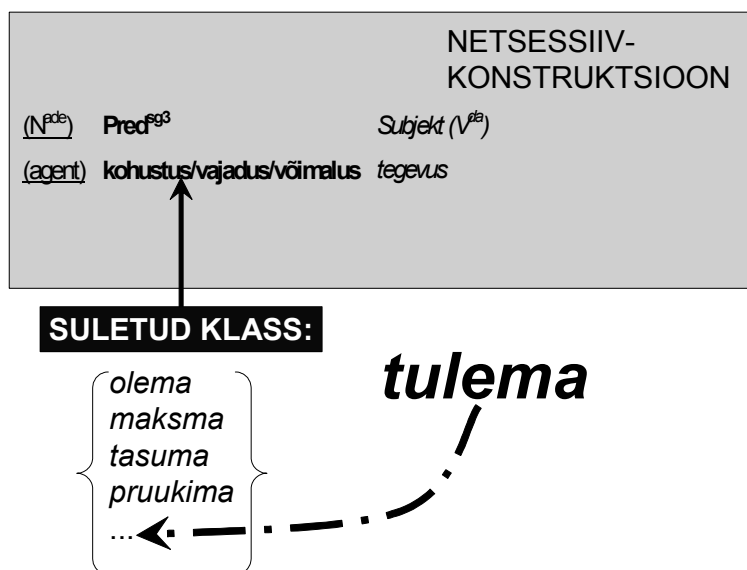 NETSESSIIV-
KONSTRUKTSIOON
(N^ade) Pred^sg3 Subjekt (V^da)
(agent) kohustus/vajadus/võimalus tegevus
SULETUD KLASS:
tulema
olema
maksma
tasuma
pruukima
...